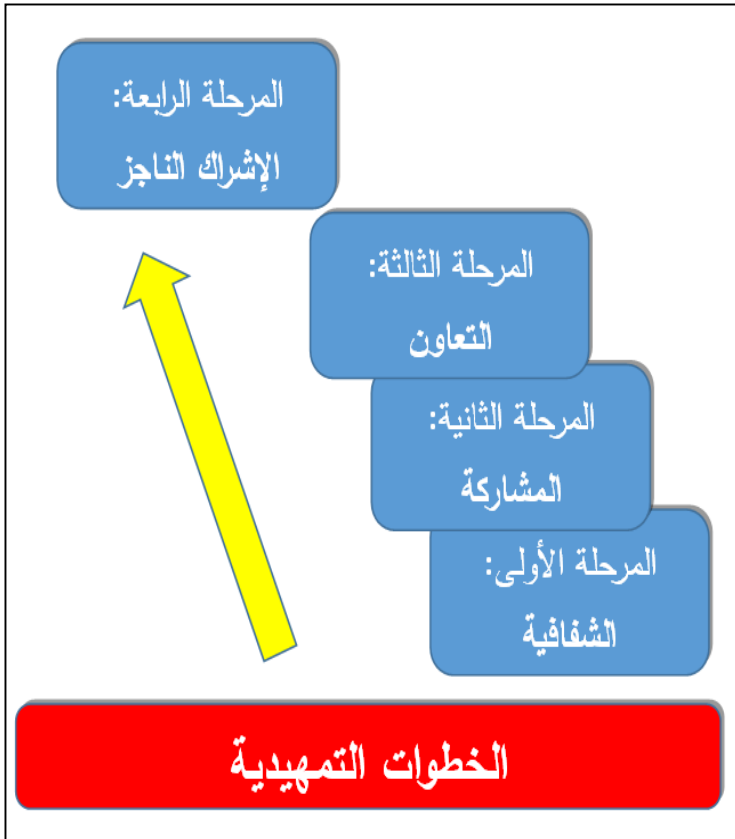 المرحلة الرابعة:
الإشراك الناجز
المرحلة الثالثة:
التعاون
المرحلة الثانية:
المشاركة
المرحلة الأولى:
الشفافية
الخطوات التمهيدية